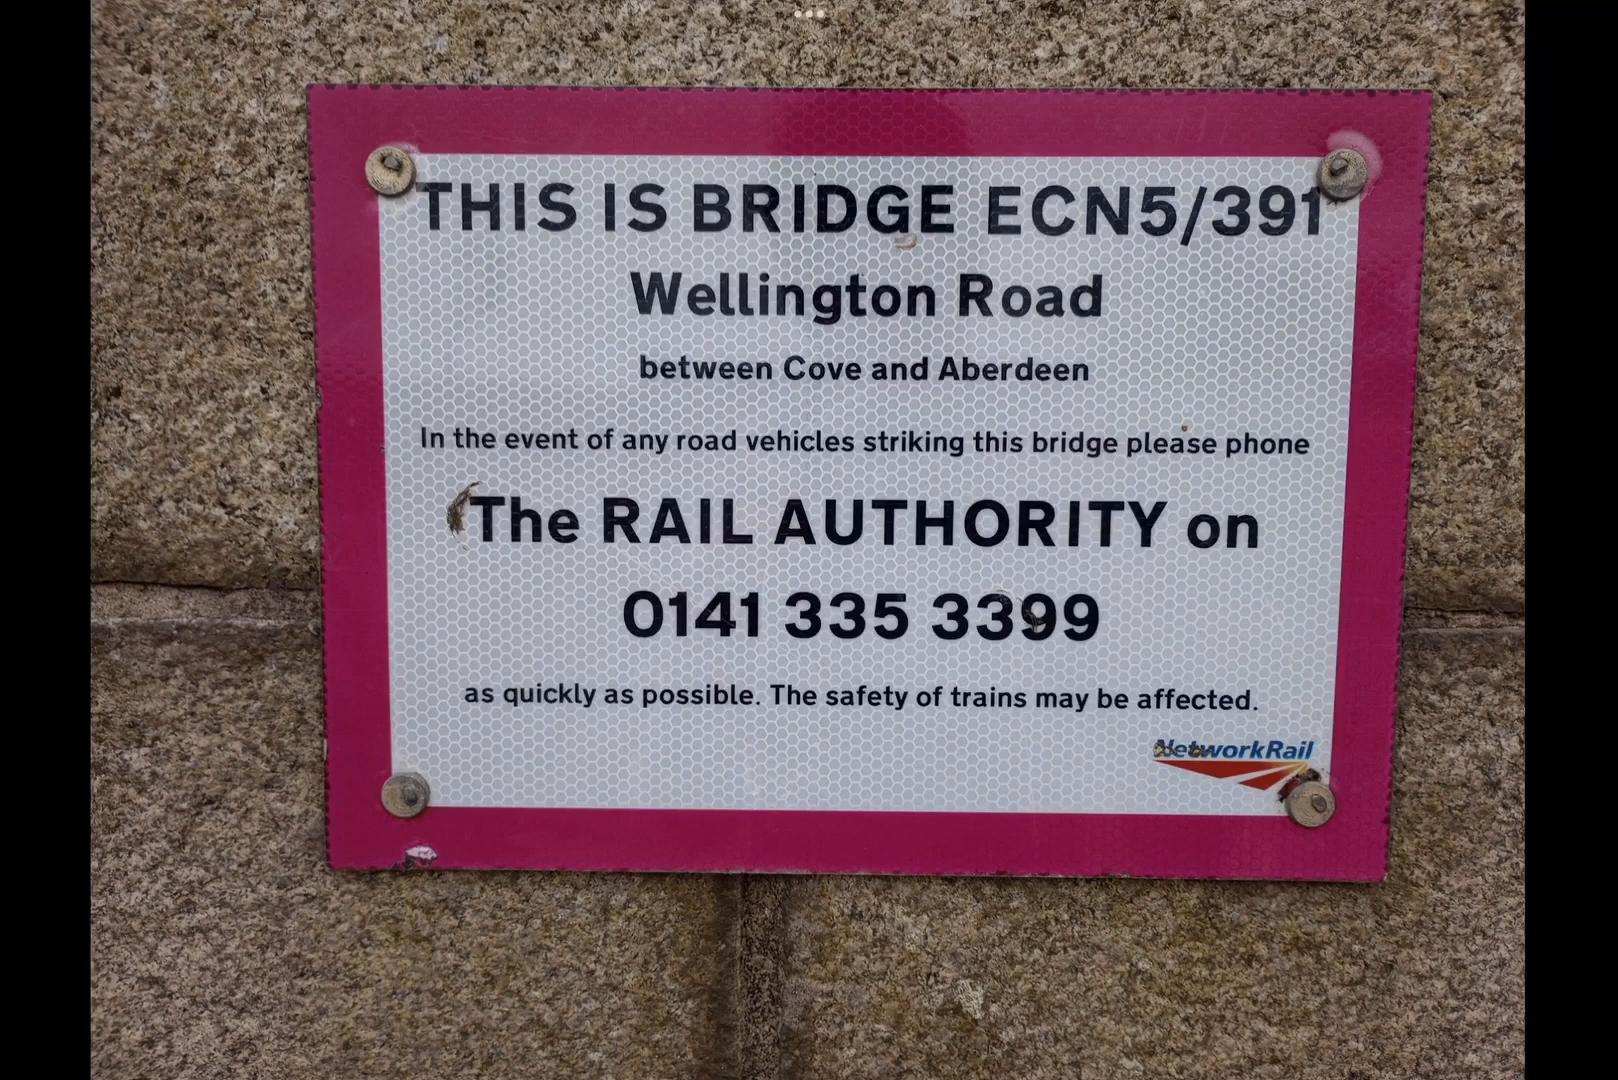 THIS IS BRIDGE ECN5/391
Wellington Road
between Cove and Aberdeen
In the event of any road vehicles striking this bridge please phone
The RAIL AUTHORITY on
0141 335 3399
as quickly as possible. The safety of trains may be affected.
NetworkRail